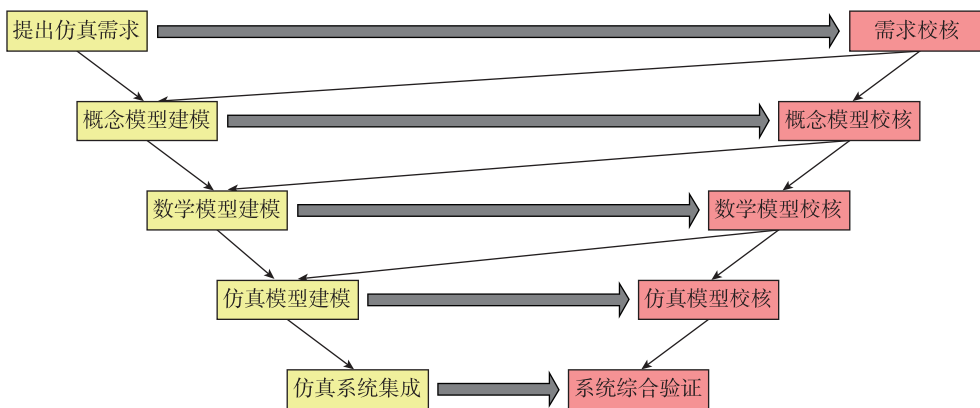 提出仿真需求
需求校核
概念模型建模
概念模型校核
数学模型建模
数学模型校核
仿真模型建模
仿真模型校核
仿真系统集成
系统综合验证